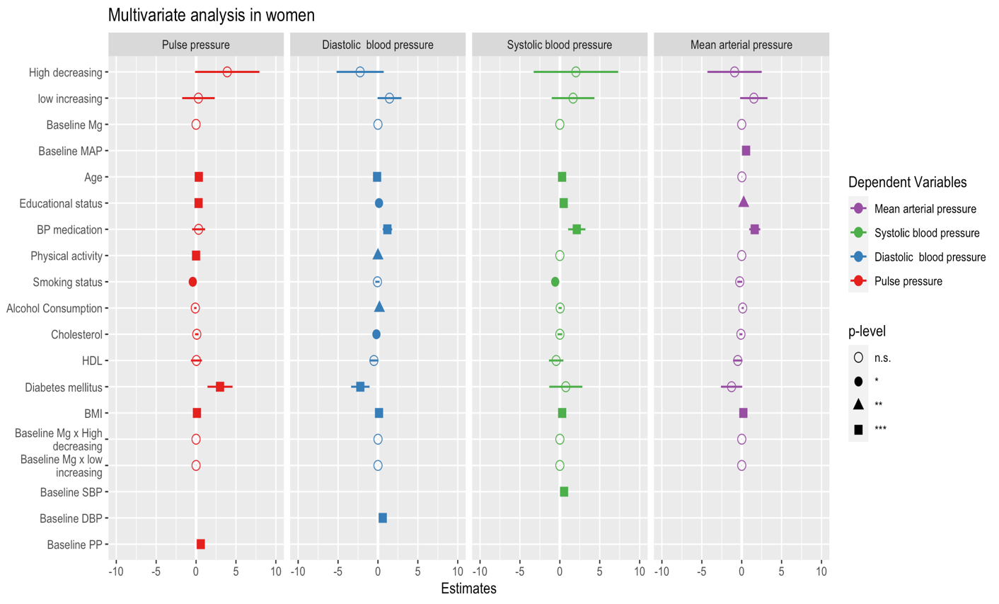 Multivariate analysis in women
Pulse pressure
Diastolic  blood pressure
Systolic blood pressure
Mean arterial pressure
High decreasing
low increasing
Baseline Mg
Baseline MAP
Age
Educational status
BP medication
Physical activity
Smoking status
Alcohol Consumption
Cholesterol
HDL
Diabetes mellitus
BMI
Baseline Mg x High
decreasing
Baseline Mg x low
increasing
Baseline SBP
Baseline DBP
Baseline PP
-10 -5 0 5 10
-10 -5 0 5 10
-10 -5 0 5 10
-10 -5 0 5 10
Estimates
Dependent Variables
Mean arterial pressure
Systolic blood pressure
Diastolic  blood pressure
Pulse pressure
p-level
n.s.
*
**
***